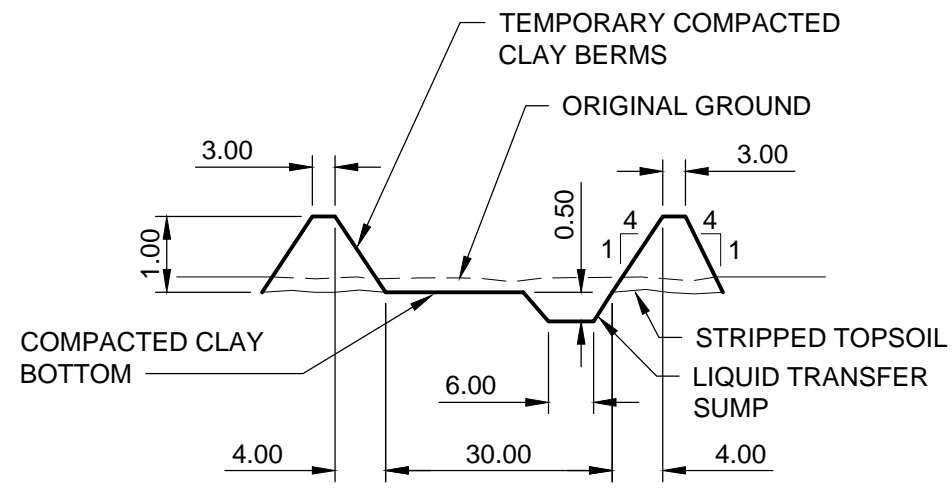 TEMPORARY COMPACTED
CLAY BERMS
ORIGINAL GROUND
3.00
3.00
1.00
0.50
4
1
4
1
COMPACTED CLAY
BOTTOM
STRIPPED TOPSOIL
LIQUID TRANSFER
SUMP
6.00
4.00
30.00
4.00